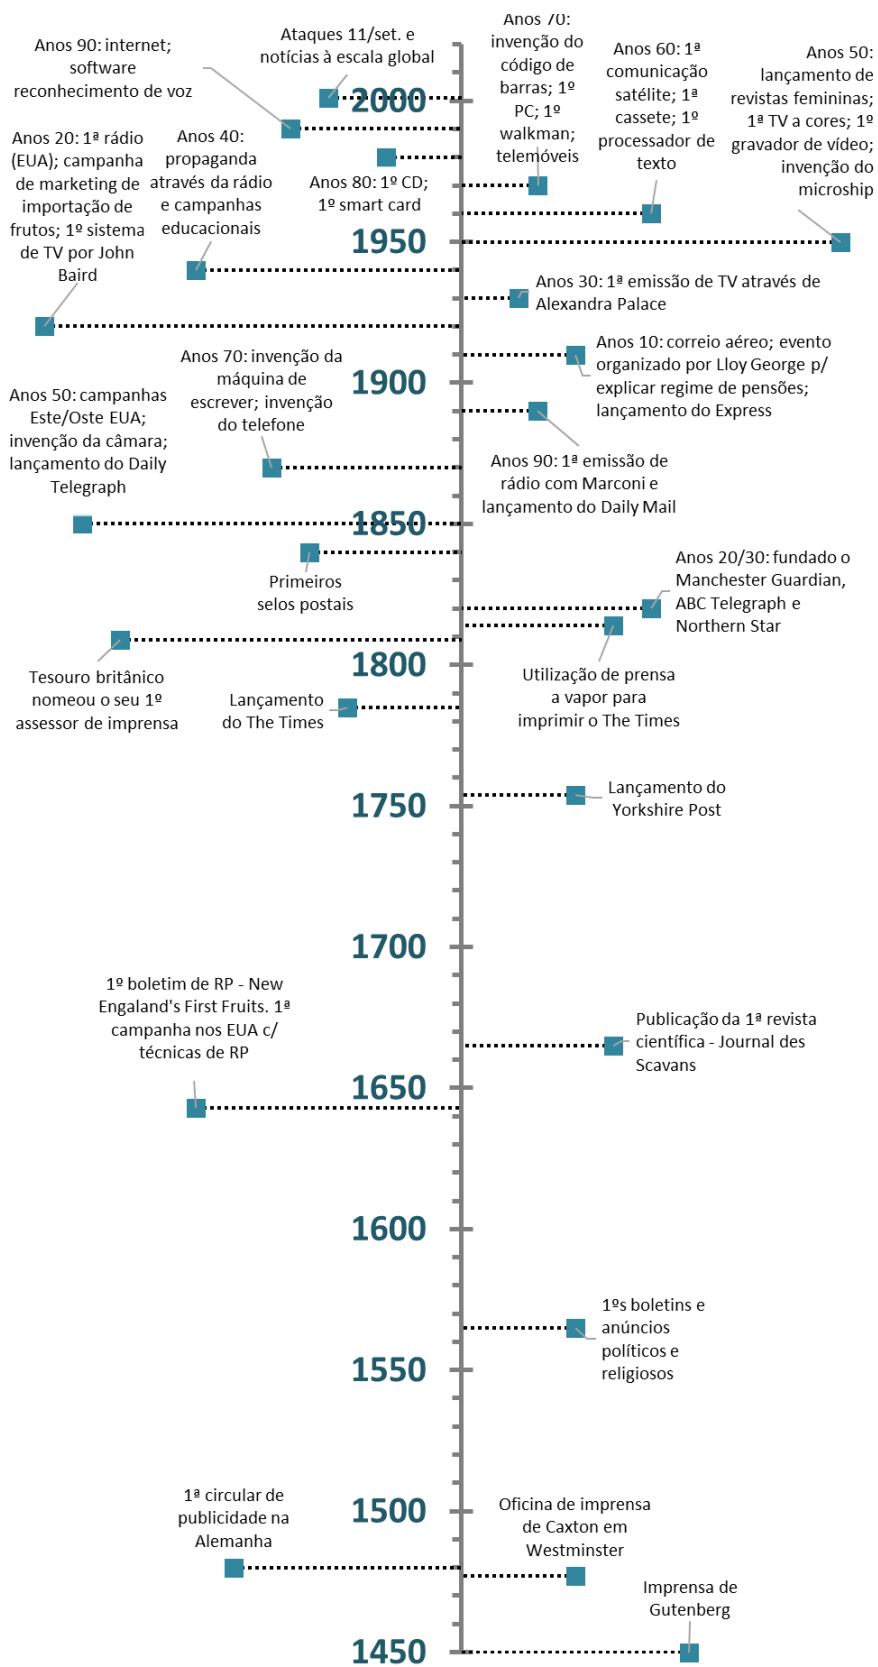 Anos 90: internet;
software
reconhecimento de voz
Ataques 11/set. e
notícias à escala global
Anos 70:
invenção do
código de
barras; 1º
PC; 1º
walkman;
telemóveis
Anos 60: 1ª
comunicação
satélite; 1ª
cassete; 1º
processador de
texto
Anos 50:
lançamento de
revistas femininas;
1ª TV a cores; 1º
gravador de vídeo;
invenção do
microship
2000
Anos 20: 1ª rádio
(EUA); campanha
de marketing de
importação de
frutos; 1º sistema
de TV por John
Baird
Anos 40:
propaganda
através da rádio
e campanhas
educacionais
Anos 80: 1º CD;
1º smart card
1950
Anos 30: 1ª emissão de TV através de
Alexandra Palace
Anos 10: correio aéreo; evento
organizado por Lloy George p/
explicar regime de pensões;
lançamento do Express
1900
Anos 70: invenção da
máquina de
escrever; invenção
do telefone
Anos 50: campanhas
Este/Oste EUA;
invenção da câmara;
lançamento do Daily
Telegraph
Anos 90: 1ª emissão de
rádio com Marconi e
lançamento do Daily Mail
1850
Primeiros
selos postais
Anos 20/30: fundado o
Manchester Guardian,
ABC Telegraph e
Northern Star
1800
Tesouro britânico
nomeou o seu 1º
assessor de imprensa
Lançamento
do The Times
Utilização de prensa
a vapor para
imprimir o The Times
Lançamento do
Yorkshire Post
1750
1700
1º boletim de RP - New
Engaland's First Fruits. 1ª
campanha nos EUA c/
técnicas de RP
Publicação da 1ª revista
científica - Journal des
Scavans
1650
1600
1ºs boletins e
anúncios
políticos e
religiosos
1550
1500
1ª circular de
publicidade na
Alemanha
Oficina de imprensa
de Caxton em
Westminster
Imprensa de
Gutenberg
1450